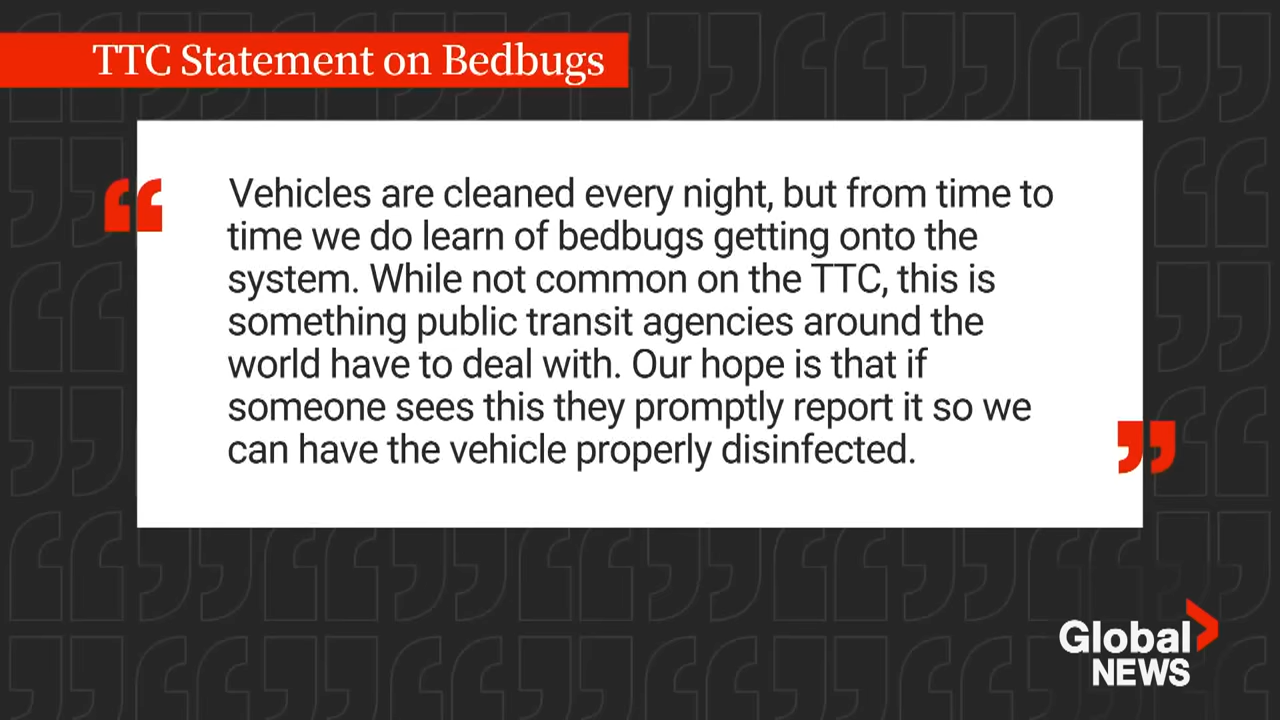 TTC Statement on Bedbugs
“
Vehicles are cleaned every night, but from time to
time we do learn of bedbugs getting onto the
system. While not common on the TTC, this is
something public transit agencies around the
world have to deal with. Our hope is that if
someone sees this they promptly report it so we
can have the vehicle properly disinfected.
”
Global
NEWS